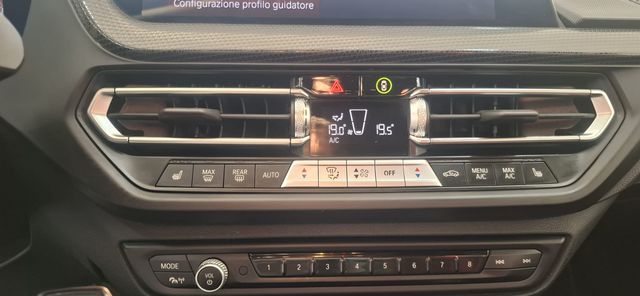 Configurazione profilo guidatore
19.0° 19.5°
A/C
MAX REAR AUTO OFF MENU A/C MAX A/C
MODE
VOL
1 2 3 4 5 6 7 8